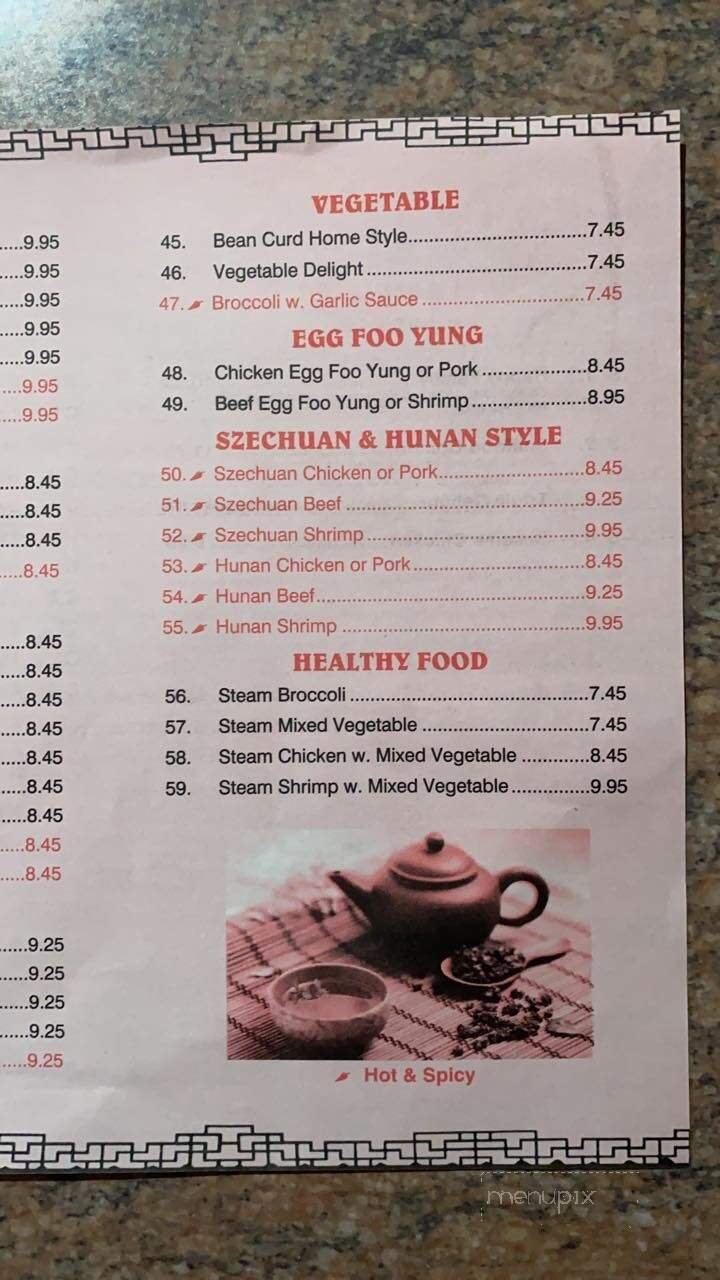 .....9.95
.....9.95
.....9.95
.....9.95
.....9.95
....9.95
....9.95
.....8.45
.....8.45
.....8.45
.....8.45
.....8.45
.....8.45
.....8.45
.....8.45
.....8.45
.....8.45
.....8.45
.....8.45
.....8.45
......9.25
......9.25
......9.25
......9.25
.....9.25
VEGETABLE
45. Bean Curd Home Style..................................7.45
46. Vegetable Delight..........................................7.45
47. Broccoli w. Garlic Sauce ...............................7.45
EGG FOO YUNG
48. Chicken Egg Foo Yung or Pork ....................8.45
49. Beef Egg Foo Yung or Shrimp......................8.95
SZECHUAN & HUNAN STYLE
50. Szechuan Chicken or Pork............................8.45
51. Szechuan Beef ..............................................9.25
52. Szechuan Shrimp ..........................................9.95
53. Hunan Chicken or Pork.................................8.45
54. Hunan Beef....................................................9.25
55. Hunan Shrimp ...............................................9.95
HEALTHY FOOD
56. Steam Broccoli ..............................................7.45
57. Steam Mixed Vegetable ................................7.45
58. Steam Chicken w. Mixed Vegetable .............8.45
59. Steam Shrimp w. Mixed Vegetable...............9.95
Hot & Spicy
menupix